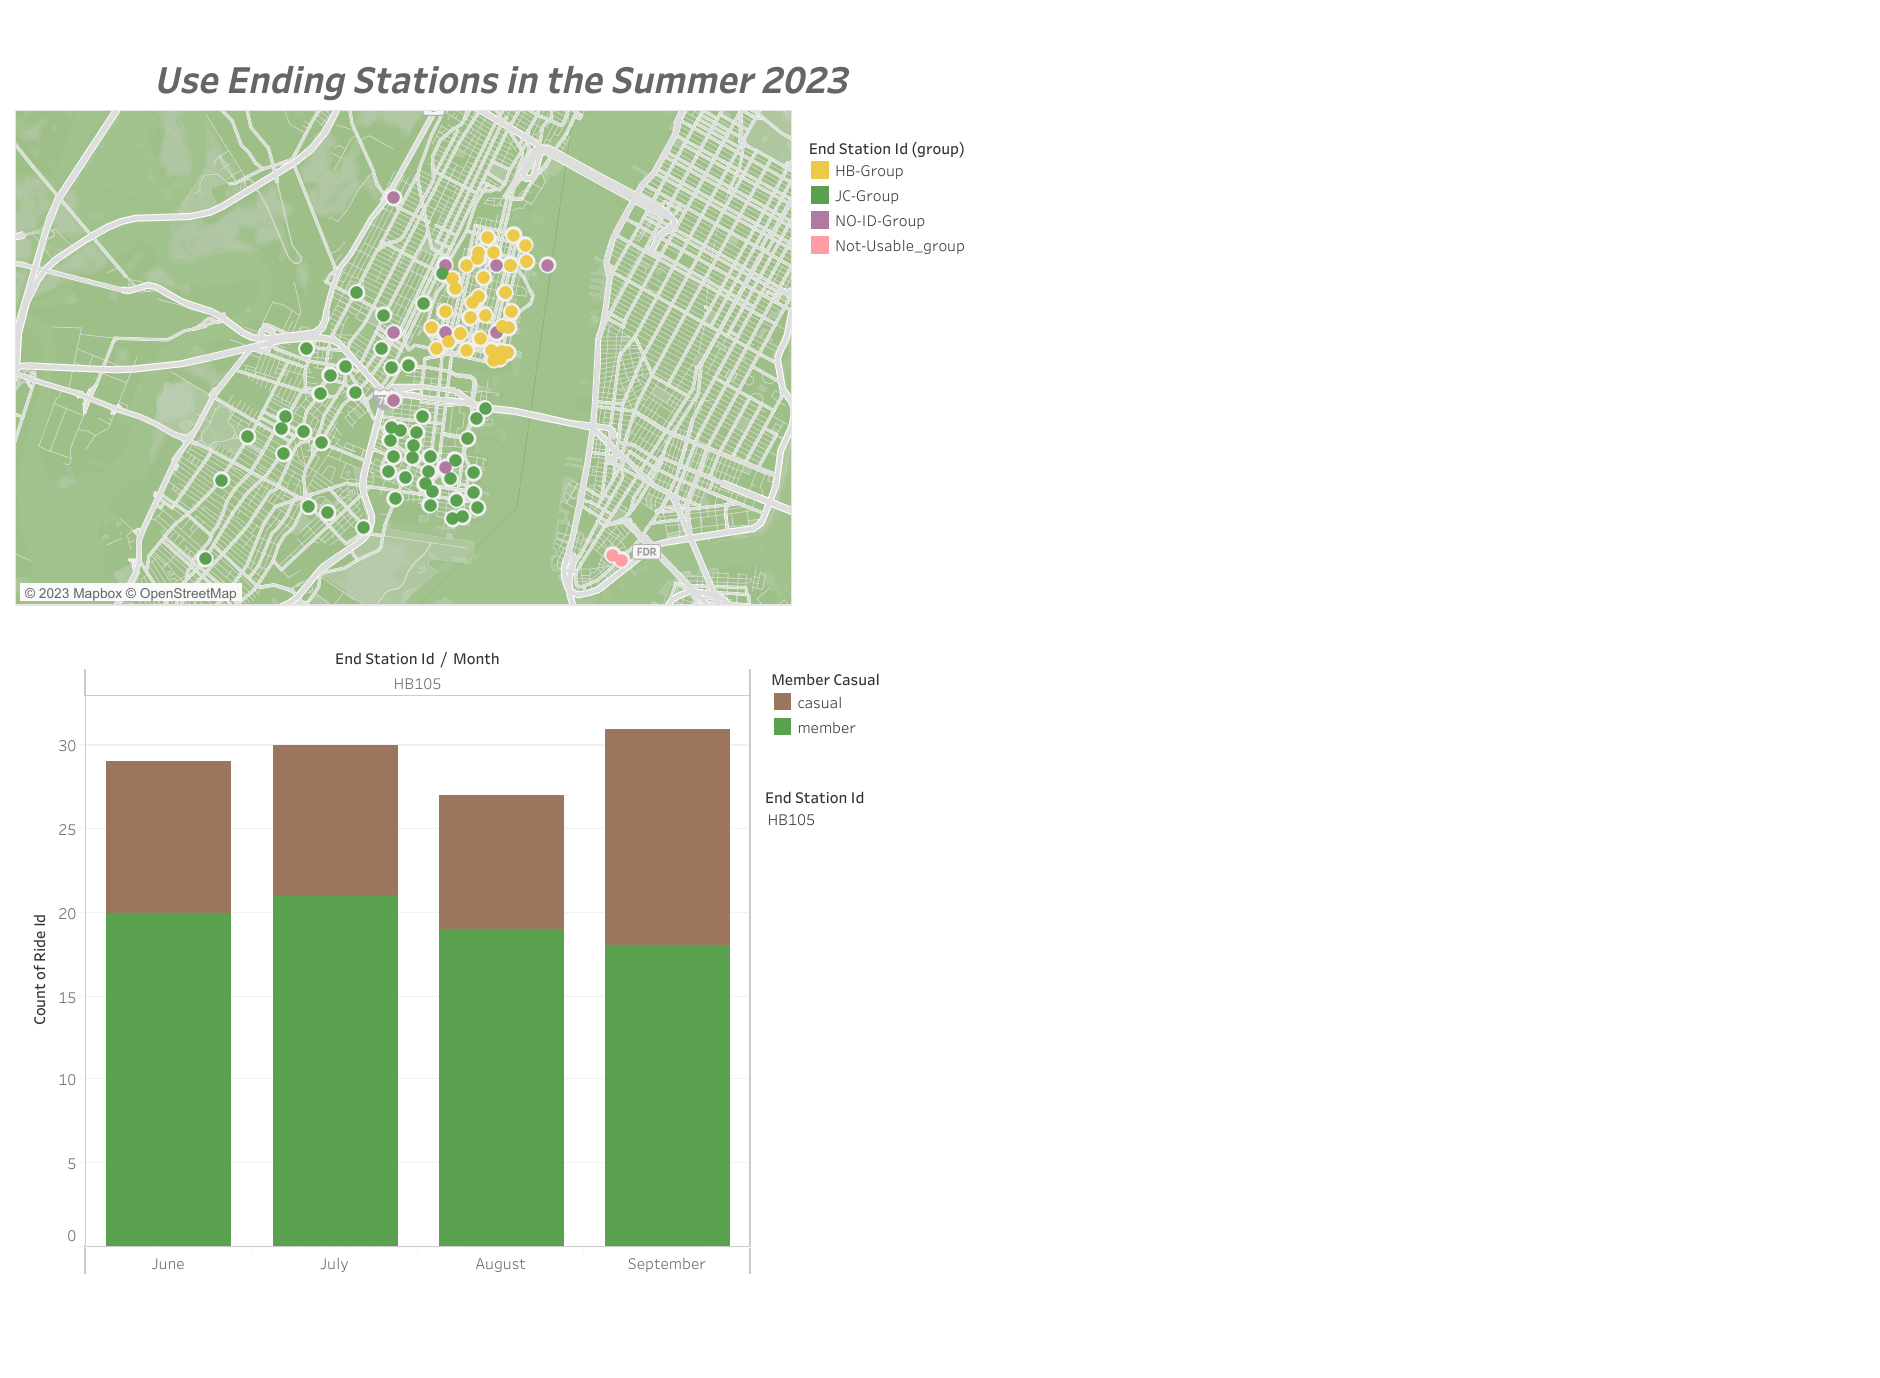 Use Ending Stations in the Summer 2023
End Station Id (group)
HB-Group
JC-Group
NO-ID-Group
Not-Usable_group
FDR
© 2023 Mapbox © OpenStreetMap
End Station Id / Month
HB105
Member Casual
casual
member
End Station Id
HB105
Count of Ride Id
30
25
20
15
10
5
0
June
July
August
September